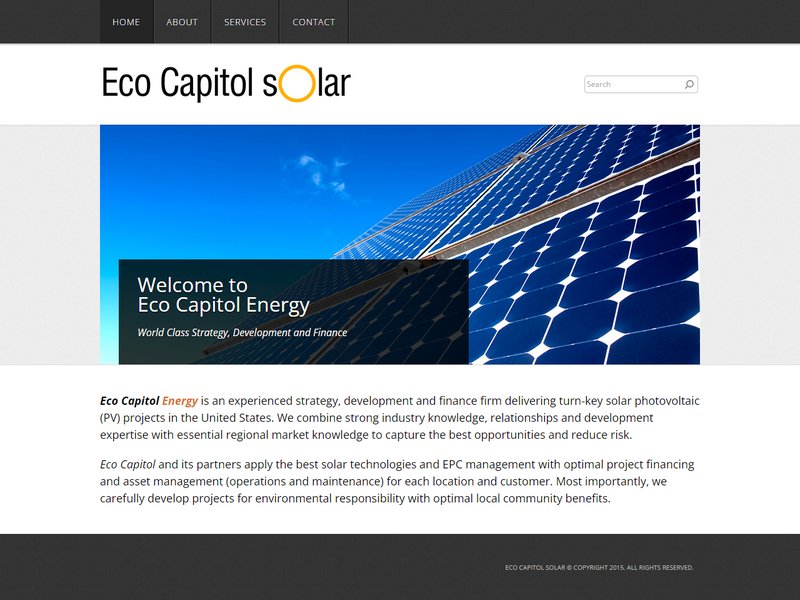 HOME ABOUT SERVICES CONTACT
Eco Capitol solar
Search
Welcome to
Eco Capitol Energy
World Class Strategy, Development and Finance
Eco Capitol Energy is an experienced strategy, development and finance firm delivering turn-key solar photovoltaic
(PV) projects in the United States. We combine strong industry knowledge, relationships and development
expertise with essential regional market knowledge to capture the best opportunities and reduce risk.
Eco Capitol and its partners apply the best solar technologies and EPC management with optimal project financing
and asset management (operations and maintenance) for each location and customer. Most importantly, we
carefully develop projects for environmental responsibility with optimal local community benefits.
ECO CAPITOL SOLAR © COPYRIGHT 2015. ALL RIGHTS RESERVED.